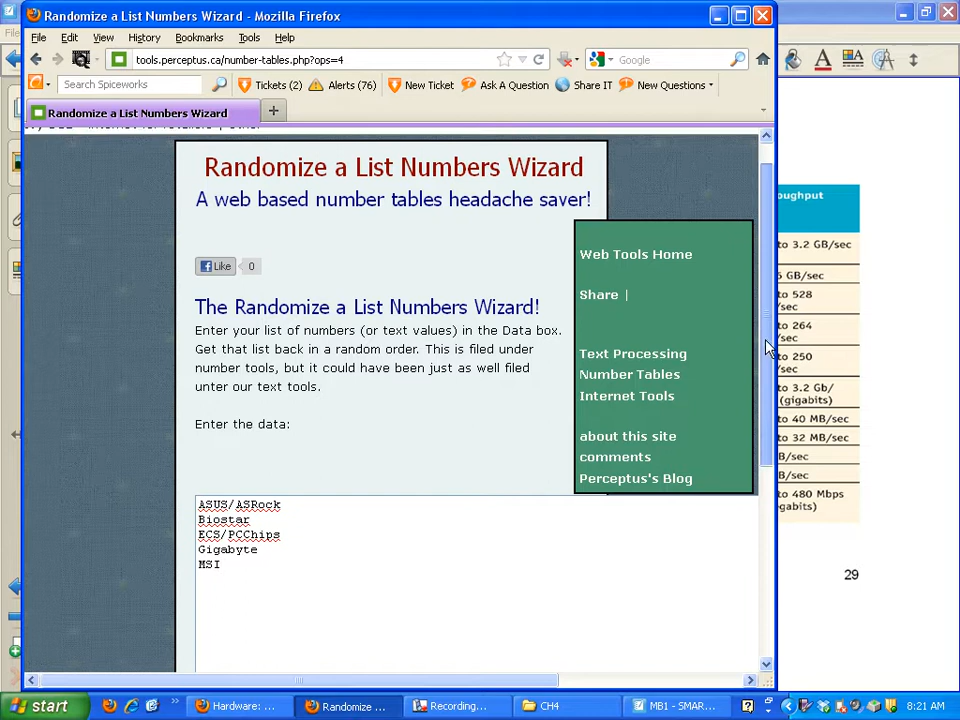 Randomize a List Numbers Wizard - Mozilla Firefox
File Edit View History Bookmarks Tools Help
tools.perceptus.ca/number-tables.php?ops=4
Google
Search Spiceworks
Tickets (2) Alerts (76) New Ticket Ask A Question Share IT New Questions
Randomize a List Numbers Wizard
Randomize a List Numbers Wizard
A web based number tables headache saver!
Like 0
The Randomize a List Numbers Wizard!
Enter your list of numbers (or text values) in the Data box.
Get that list back in a random order. This is filed under
number tools, but it could have been just as well filed
unter our text tools.
Enter the data:
Web Tools Home
Share |
Text Processing
Number Tables
Internet Tools
about this site
comments
Perceptus's Blog
ASUS/ASRock
Biostar
ECS/PCChips
Gigabyte
MSI
oughput
to 3.2 GB/sec
GB/sec
to 528
/sec
to 264
/sec
to 250
/sec
to 3.2 Gb/
(gigabits)
to 40 MB/sec
to 32 MB/sec
B/sec
B/sec
to 480 Mbps
gabits)
29
start
Hardware: ...
Randomize ...
Recording...
CH4
MB1 - SMAR...
8:21 AM